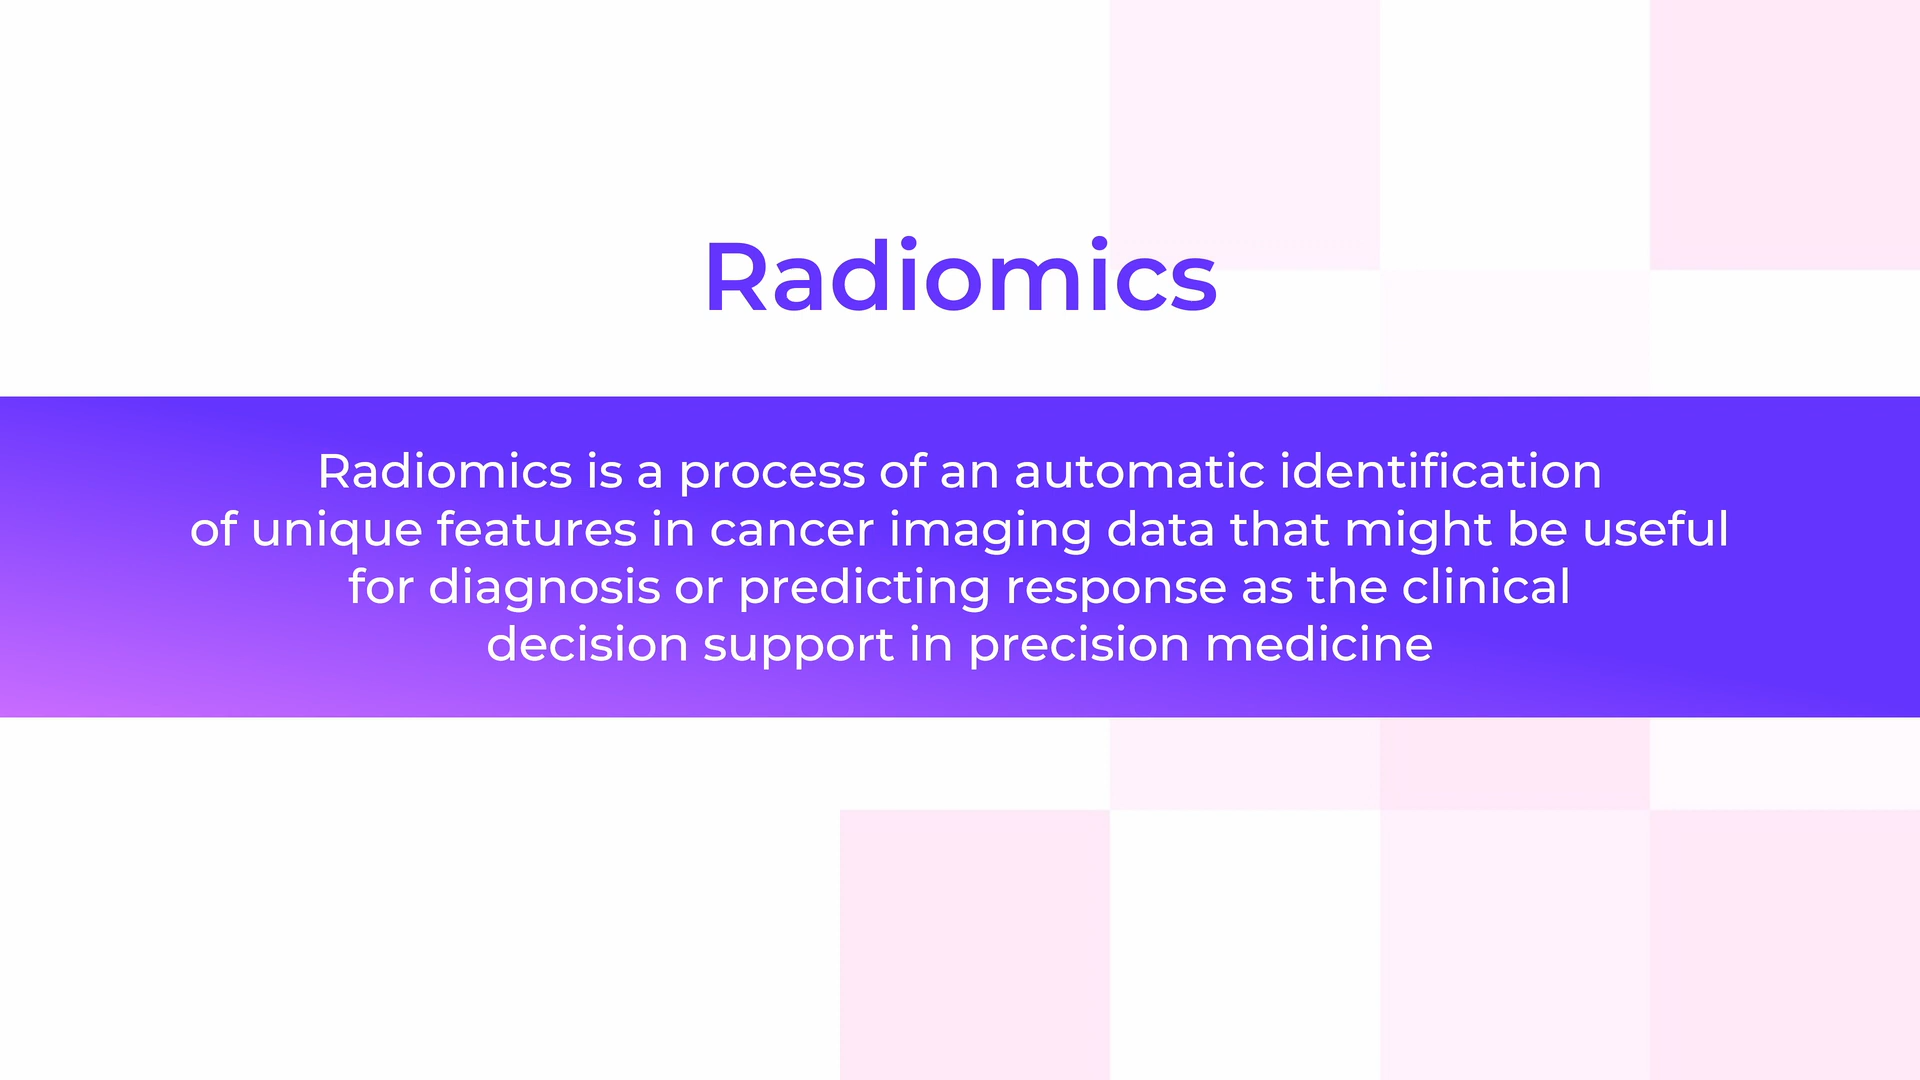 Radiomics
Radiomics is a process of an automatic identification
of unique features in cancer imaging data that might be useful
for diagnosis or predicting response as the clinical
decision support in precision medicine